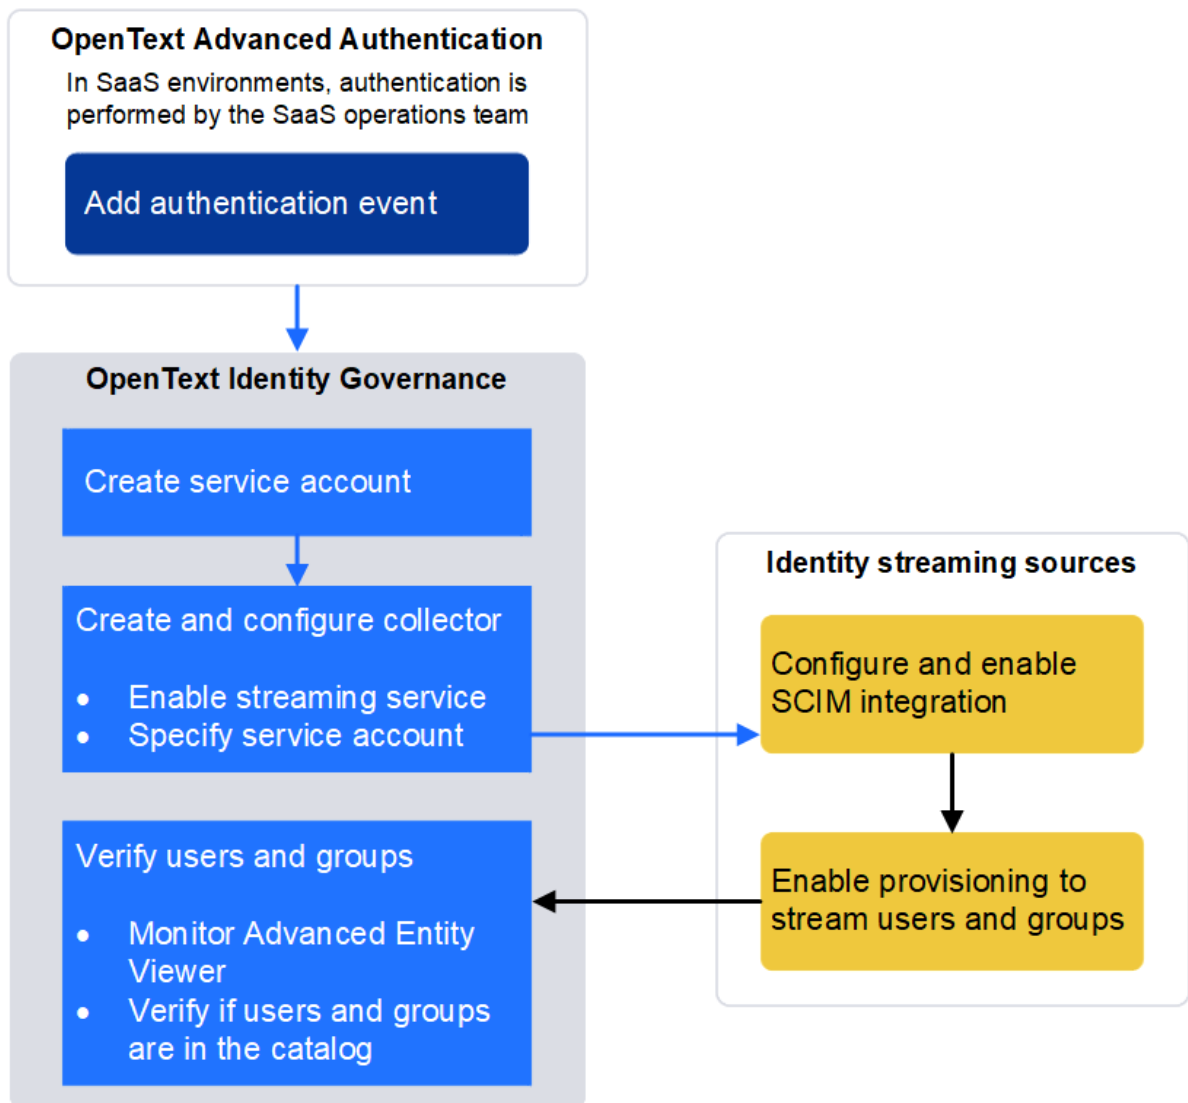 OpenText Advanced Authentication
In SaaS environments, authentication is
performed by the SaaS operations team
Add authentication event
OpenText Identity Governance
Create service account
Create and configure collector
• Enable streaming service
• Specify service account
Identity streaming sources
Configure and enable
SCIM integration
Enable provisioning to
stream users and groups
Verify users and groups
• Monitor Advanced Entity
Viewer
• Verify if users and groups
are in the catalog